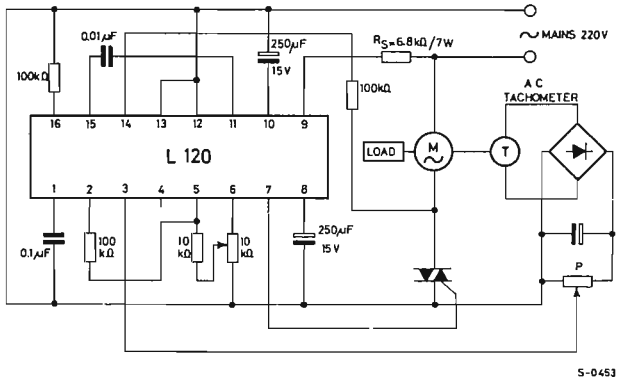 250µF
15V
0.01µF
100kΩ
RS=6.8kΩ/7W
∼ MAINS 220V
100kΩ
A C
TACHOMETER
16 15 14 13 12 11 10 9
L 120
LOAD
M
∼
T
1 2 3 4 5 6 7 8
0.1µF
100
kΩ
10
kΩ
10
kΩ
250µF
15V
P
S-0453